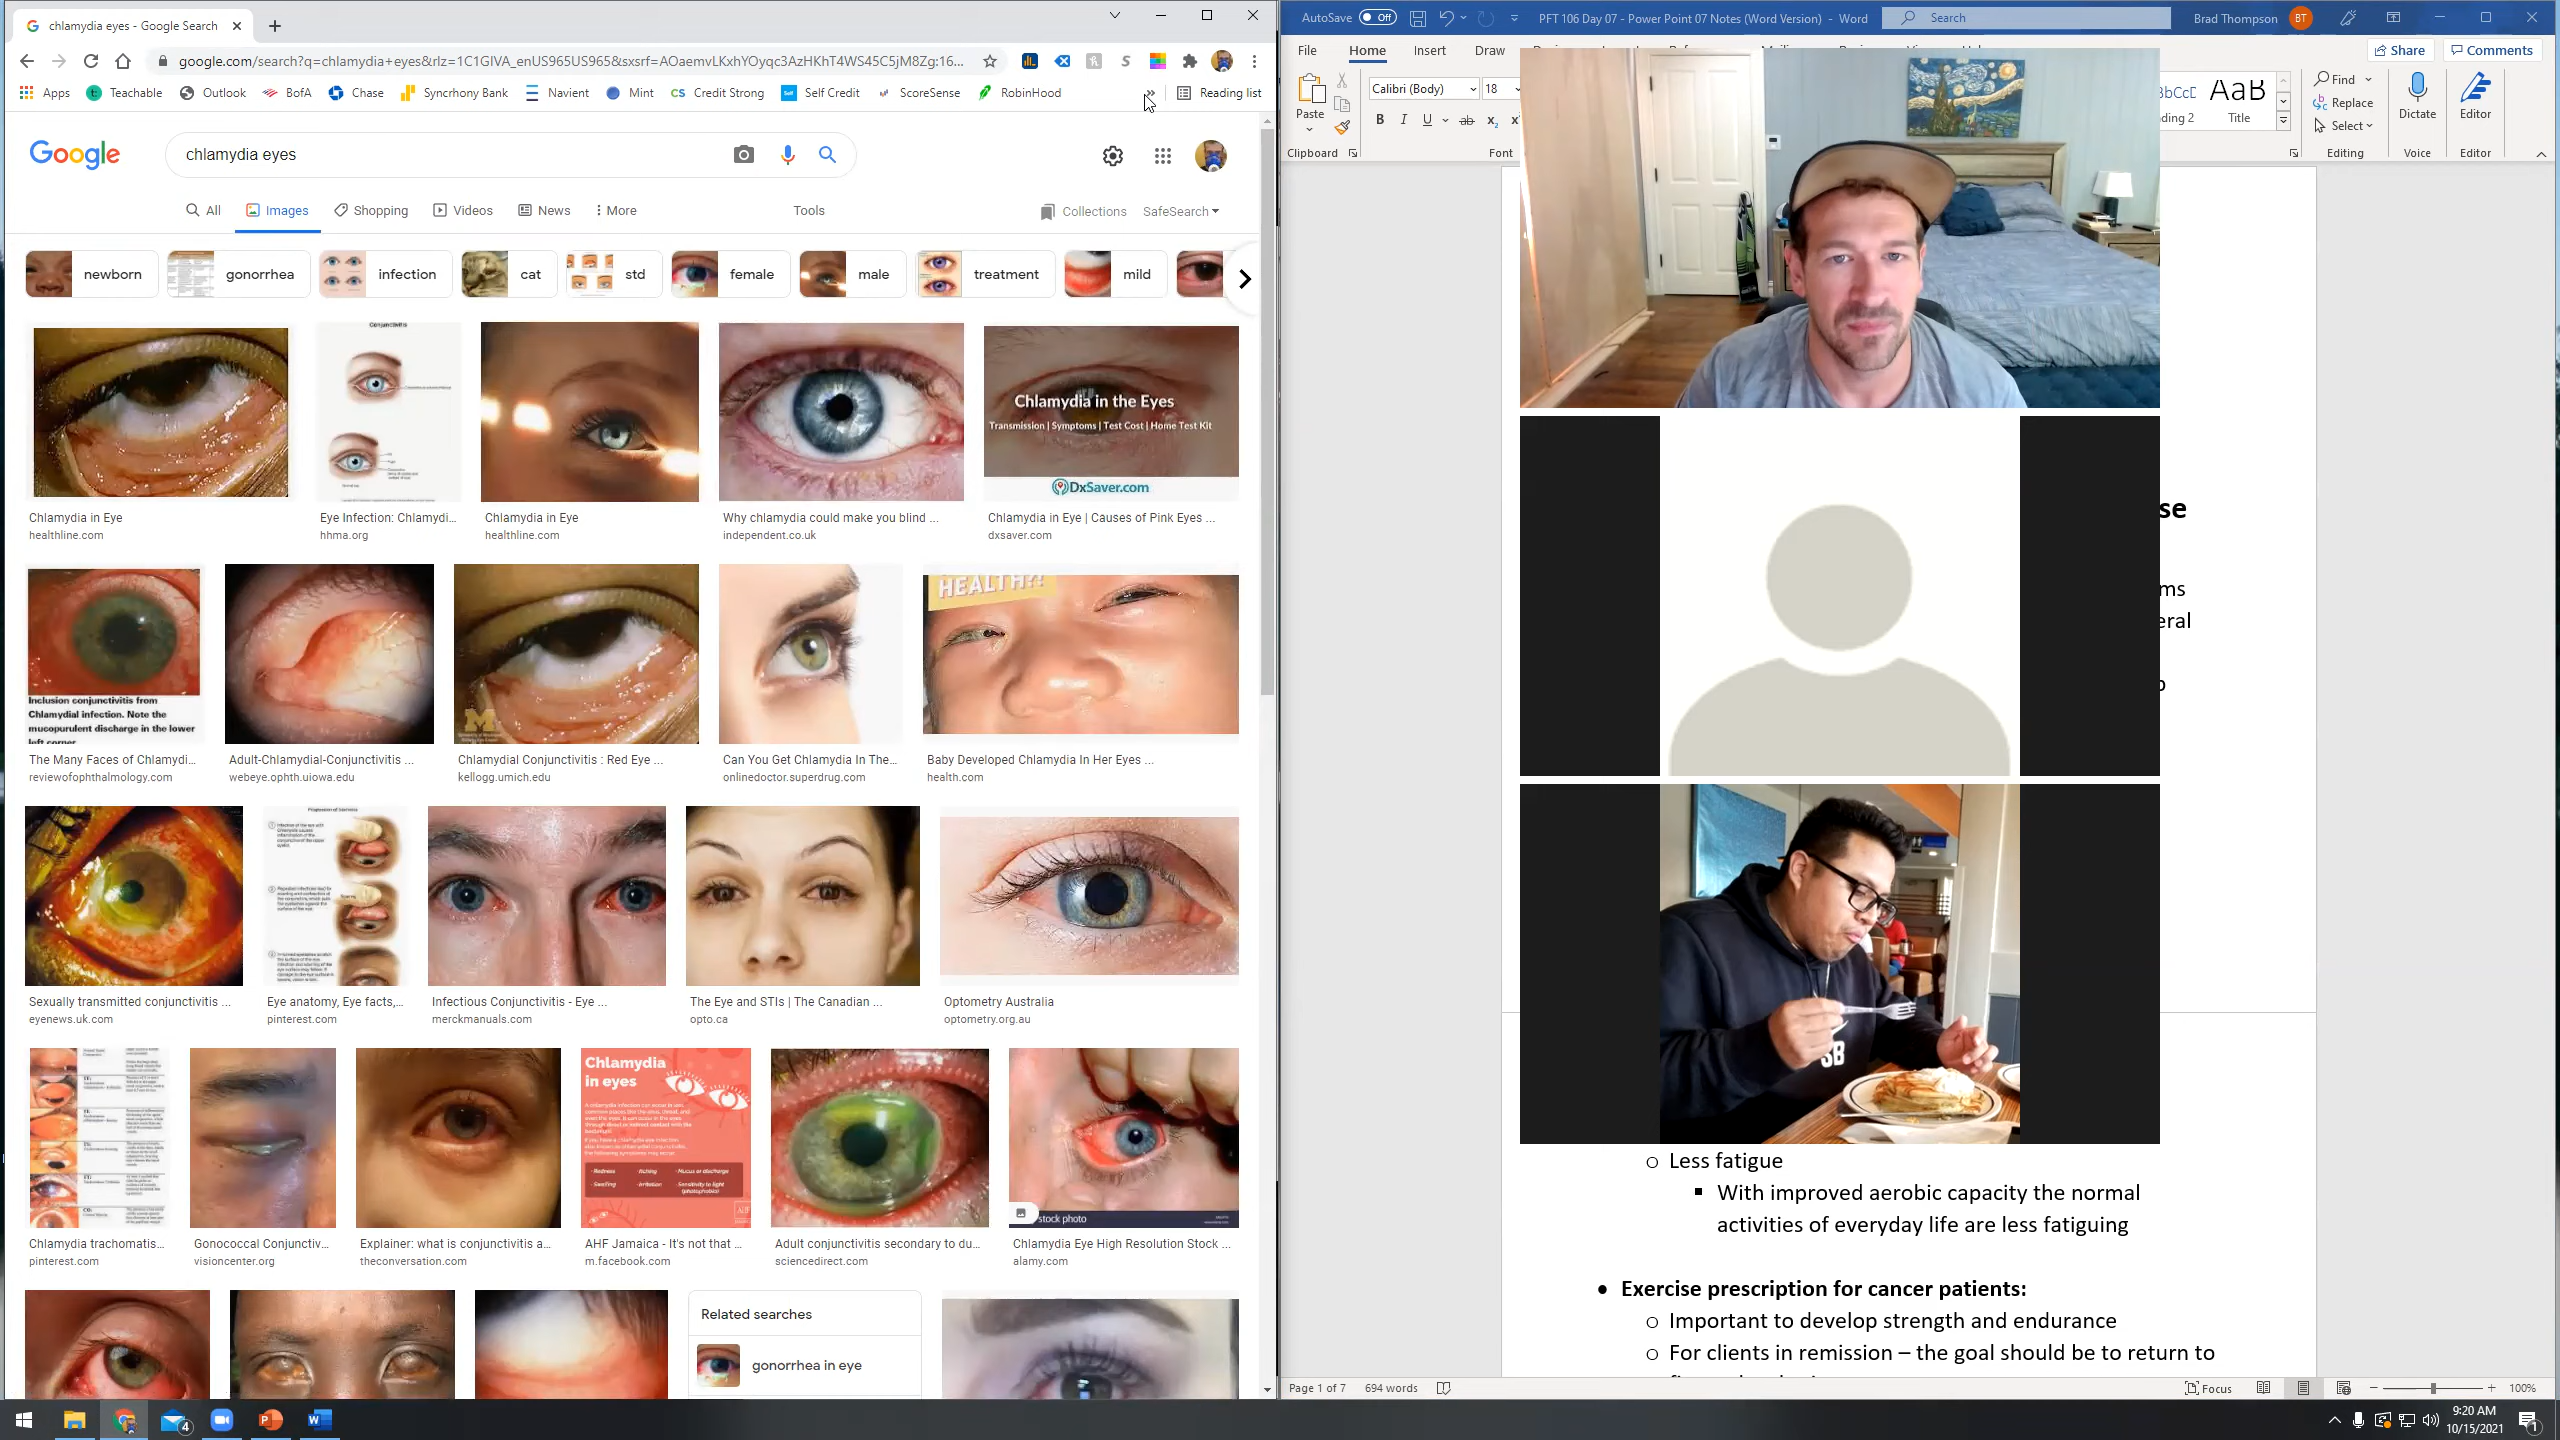 chlamydia eyes - Google Search
google.com/search?q=chlamydia+eyes&rlz=1C1GIVA_enUS965US965&sxsrf=AOaemvLKxhYOyqc3AzHKhT4WS45C5jM8Zg:16...
Apps Teachable Outlook BofA Chase Syncrhony Bank Navient Mint Credit Strong Self Credit ScoreSense RobinHood Reading list
Google
chlamydia eyes
All Images Shopping Videos News More Tools Collections SafeSearch
newborn gonorrhea infection cat std female male treatment mild
Conjunctivitis
Chlamydia in the Eyes
Transmission | Symptoms | Test Cost | Home Test Kit
DxSaver.com
Chlamydia in Eye
healthline.com
Eye Infection: Chlamydi...
hhma.org
Chlamydia in Eye
healthline.com
Why chlamydia could make you blind ...
independent.co.uk
Chlamydia in Eye | Causes of Pink Eyes ...
dxsaver.com
HEALTH?!
Inclusion conjunctivitis from
Chlamydial infection. Note the
mucopurulent discharge in the lower
left corner
The Many Faces of Chlamydi...
reviewofophthalmology.com
Adult-Chlamydial-Conjunctivitis ...
webeye.ophth.uiowa.edu
Chlamydial Conjunctivitis : Red Eye ...
kellogg.umich.edu
Can You Get Chlamydia In The...
onlinedoctor.superdrug.com
Baby Developed Chlamydia In Her Eyes ...
health.com
Sexually transmitted conjunctivitis ...
eyenews.uk.com
Eye anatomy, Eye facts,...
pinterest.com
Infectious Conjunctivitis - Eye ...
merckmanuals.com
The Eye and STIs | The Canadian ...
opto.ca
Optometry Australia
optometry.org.au
Chlamydia
in eyes
stock photo
Chlamydia trachomatis...
pinterest.com
Gonococcal Conjunctiv...
visioncenter.org
Explainer: what is conjunctivitis a...
theconversation.com
AHF Jamaica - It's not that ...
m.facebook.com
Adult conjunctivitis secondary to du...
sciencedirect.com
Chlamydia Eye High Resolution Stock ...
alamy.com
Related searches
gonorrhea in eye
AutoSave Off PFT 106 Day 07 - Power Point 07 Notes (Word Version) - Word Search Brad Thompson BT
File Home Insert Draw Share Comments
Paste Calibri (Body) 18 AaB Find Replace Select Dictate Editor
Title
Clipboard Font Editing Voice Editor
se
ms
eral
SB
o Less fatigue
▪ With improved aerobic capacity the normal
activities of everyday life are less fatiguing
• Exercise prescription for cancer patients:
o Important to develop strength and endurance
o For clients in remission – the goal should be to return to
Page 1 of 7 694 words Focus 100%
4
9:20 AM
10/15/2021
1